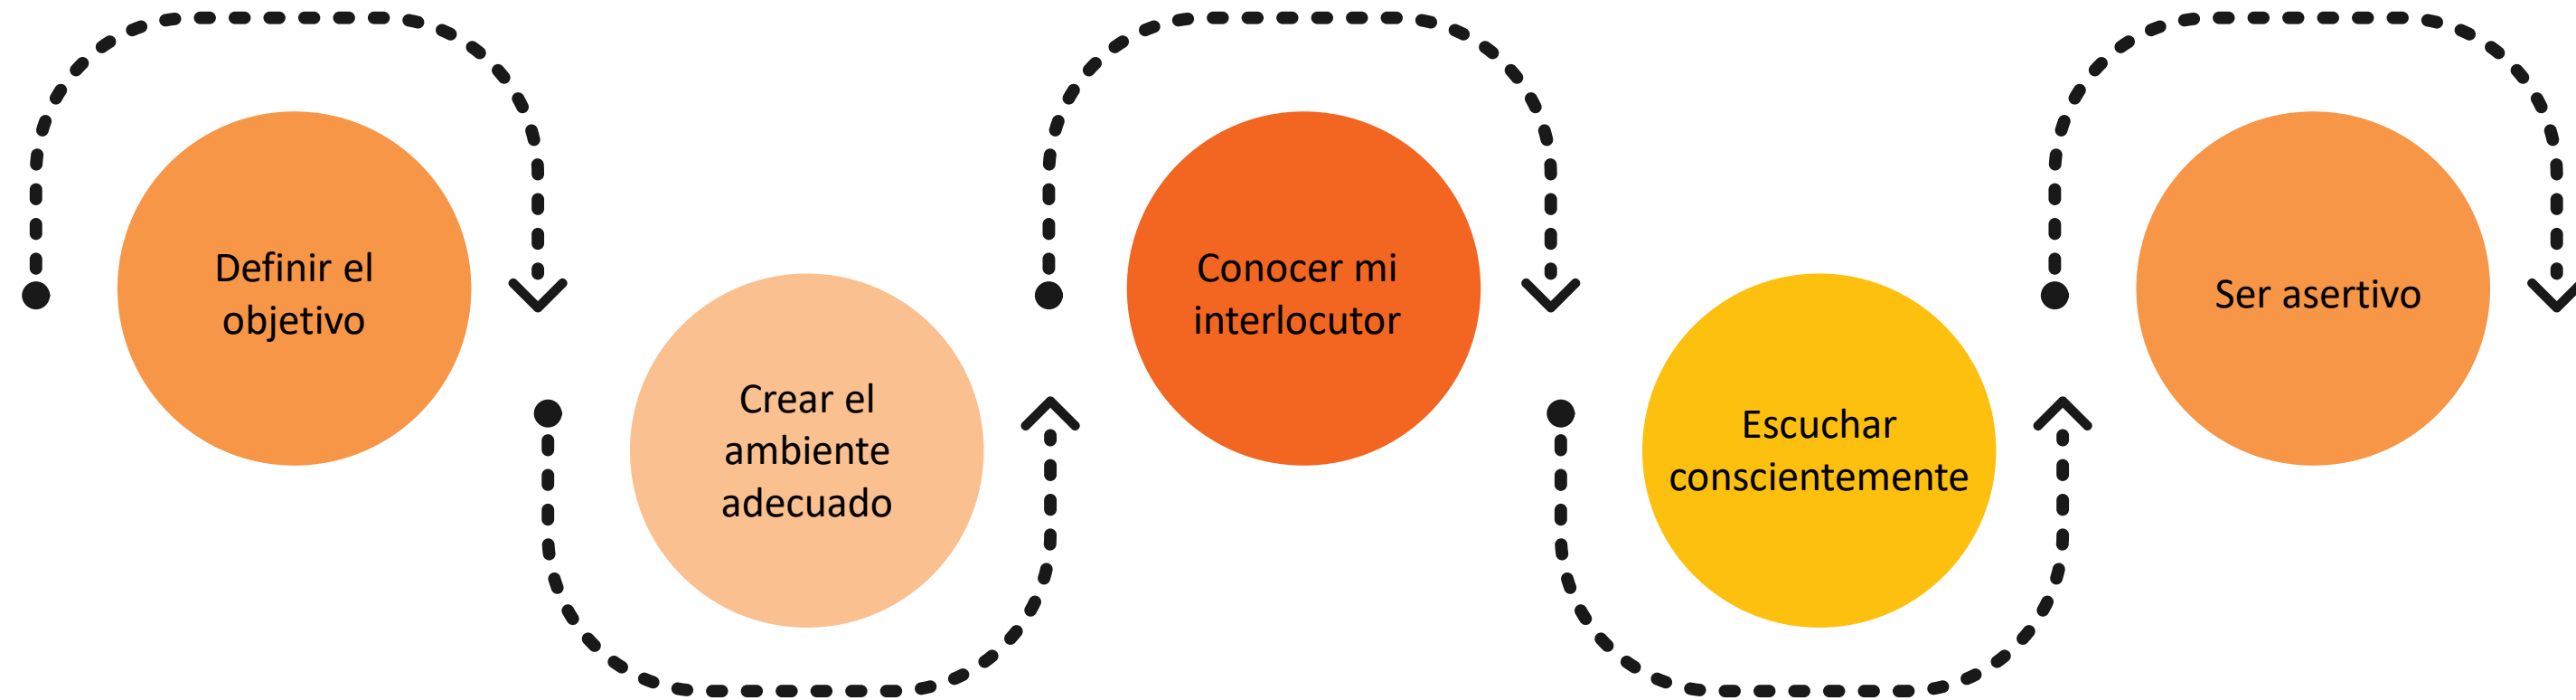 Definir el
objetivo
Crear el
ambiente
adecuado
Conocer mi
interlocutor
Escuchar
conscientemente
Ser asertivo